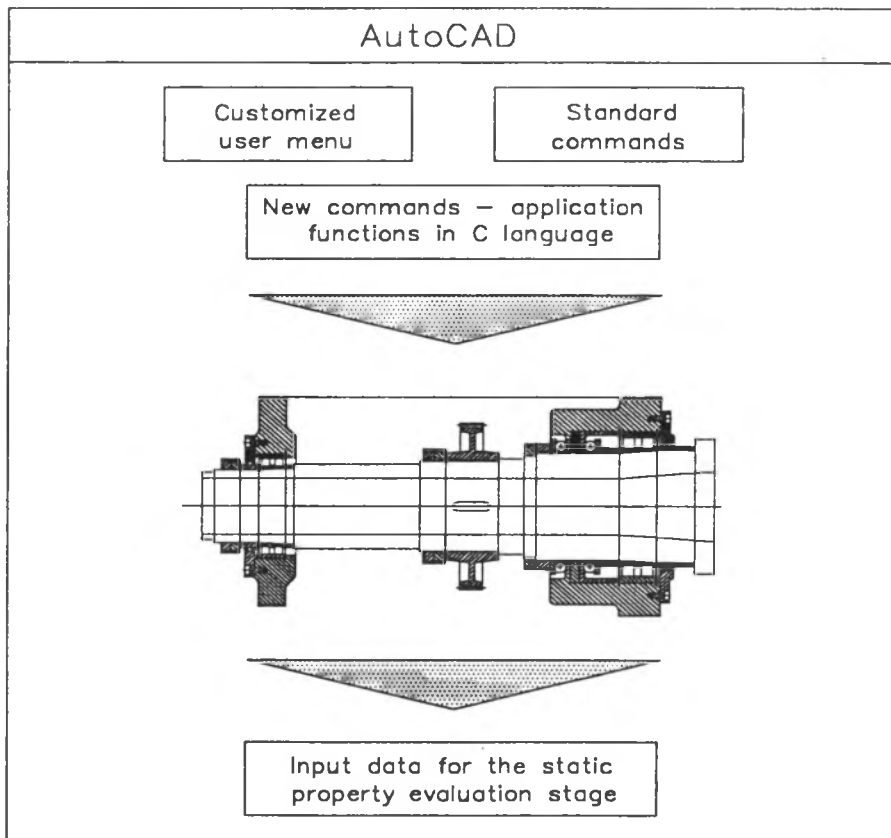 AutoCAD
Customized
user menu
Standard
commands
New commands – application
functions in C language
Input data for the static
property evaluation stage